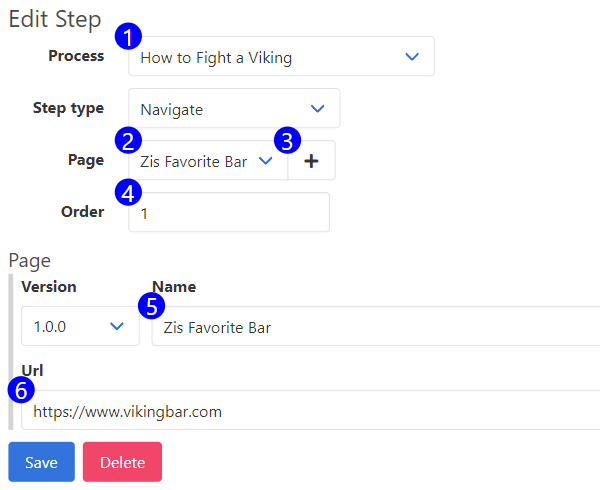 Edit Step
1
Process How to Fight a Viking
Step type Navigate
2 3
Page Zis Favorite Bar +
4
Order 1
Page
Version Name
5
1.0.0 Zis Favorite Bar
Url
6
https://www.vikingbar.com
Save Delete